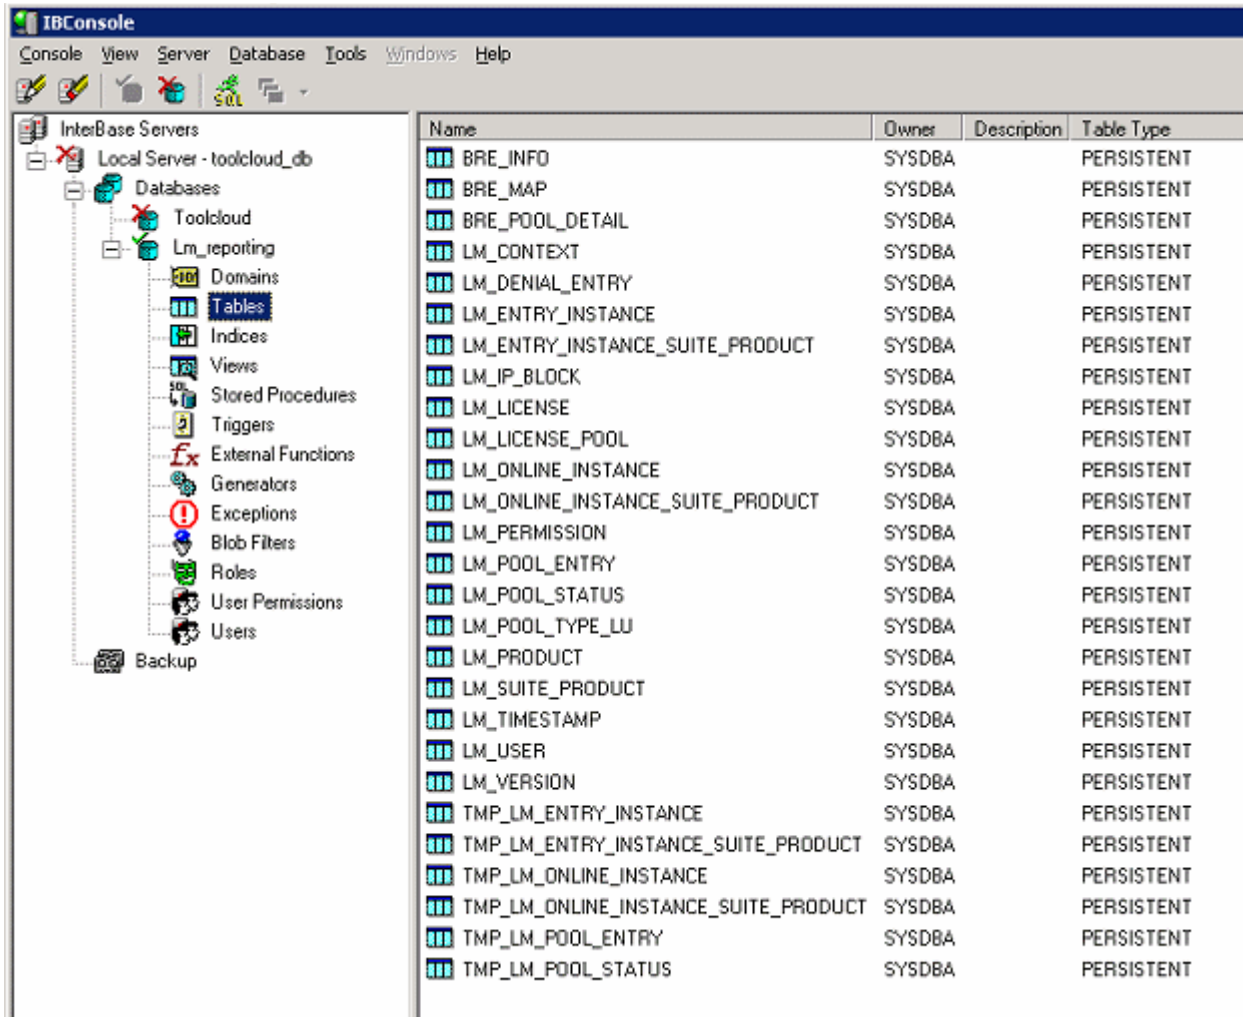 IBConsole
Console View Server Database Tools Windows Help
SQL
InterBase Servers
Local Server - toolcloud_db
Databases
Toolcloud
Lm_reporting
Domains
Tables
Indices
Views
Stored Procedures
Triggers
External Functions
Generators
Exceptions
Blob Filters
Roles
User Permissions
Users
Backup
Name Owner Description Table Type
BRE_INFO SYSDBA PERSISTENT
BRE_MAP SYSDBA PERSISTENT
BRE_POOL_DETAIL SYSDBA PERSISTENT
LM_CONTEXT SYSDBA PERSISTENT
LM_DENIAL_ENTRY SYSDBA PERSISTENT
LM_ENTRY_INSTANCE SYSDBA PERSISTENT
LM_ENTRY_INSTANCE_SUITE_PRODUCT SYSDBA PERSISTENT
LM_IP_BLOCK SYSDBA PERSISTENT
LM_LICENSE SYSDBA PERSISTENT
LM_LICENSE_POOL SYSDBA PERSISTENT
LM_ONLINE_INSTANCE SYSDBA PERSISTENT
LM_ONLINE_INSTANCE_SUITE_PRODUCT SYSDBA PERSISTENT
LM_PERMISSION SYSDBA PERSISTENT
LM_POOL_ENTRY SYSDBA PERSISTENT
LM_POOL_STATUS SYSDBA PERSISTENT
LM_POOL_TYPE_LU SYSDBA PERSISTENT
LM_PRODUCT SYSDBA PERSISTENT
LM_SUITE_PRODUCT SYSDBA PERSISTENT
LM_TIMESTAMP SYSDBA PERSISTENT
LM_USER SYSDBA PERSISTENT
LM_VERSION SYSDBA PERSISTENT
TMP_LM_ENTRY_INSTANCE SYSDBA PERSISTENT
TMP_LM_ENTRY_INSTANCE_SUITE_PRODUCT SYSDBA PERSISTENT
TMP_LM_ONLINE_INSTANCE SYSDBA PERSISTENT
TMP_LM_ONLINE_INSTANCE_SUITE_PRODUCT SYSDBA PERSISTENT
TMP_LM_POOL_ENTRY SYSDBA PERSISTENT
TMP_LM_POOL_STATUS SYSDBA PERSISTENT